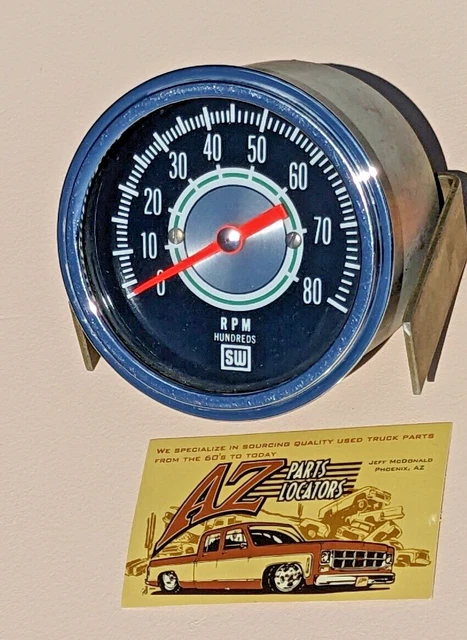 0
10
20
30
40
50
60
70
80
RPM
HUNDREDS
SW
WE SPECIALIZE IN SOURCING QUALITY USED TRUCK PARTS
FROM THE 60'S TO TODAY
JEFF MCDONALD
PHOENIX, AZ
AZ PARTS
LOCATORS